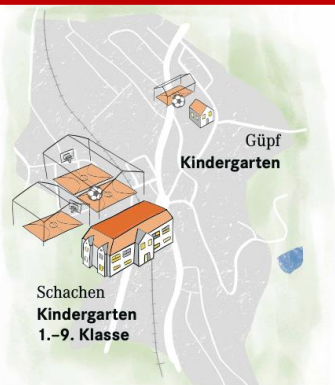 Güpf
Kindergarten
Schachen
Kindergarten
1.–9. Klasse